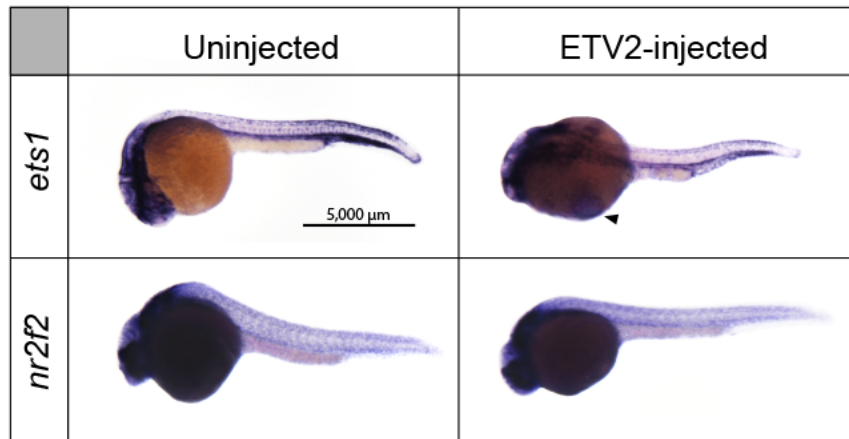 Uninjected
ETV2-injected
ets1
5,000 µm
nr2f2